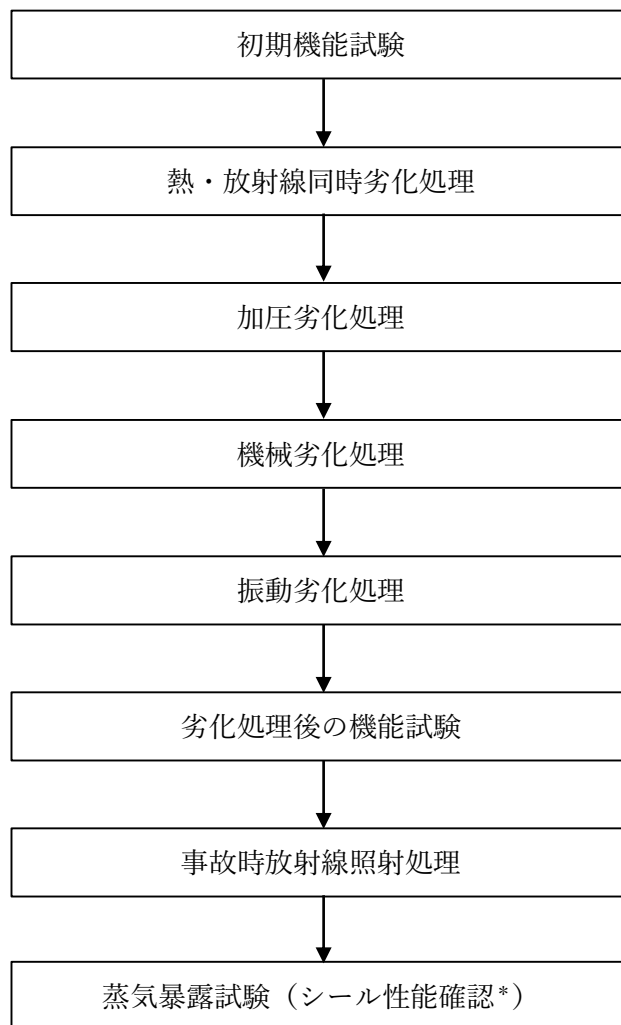 初期機能試験
熱・放射線同時劣化処理
加圧劣化処理
機械劣化処理
振動劣化処理
劣化処理後の機能試験
事故時放射線照射処理
蒸気暴露試験（シール性能確認*）